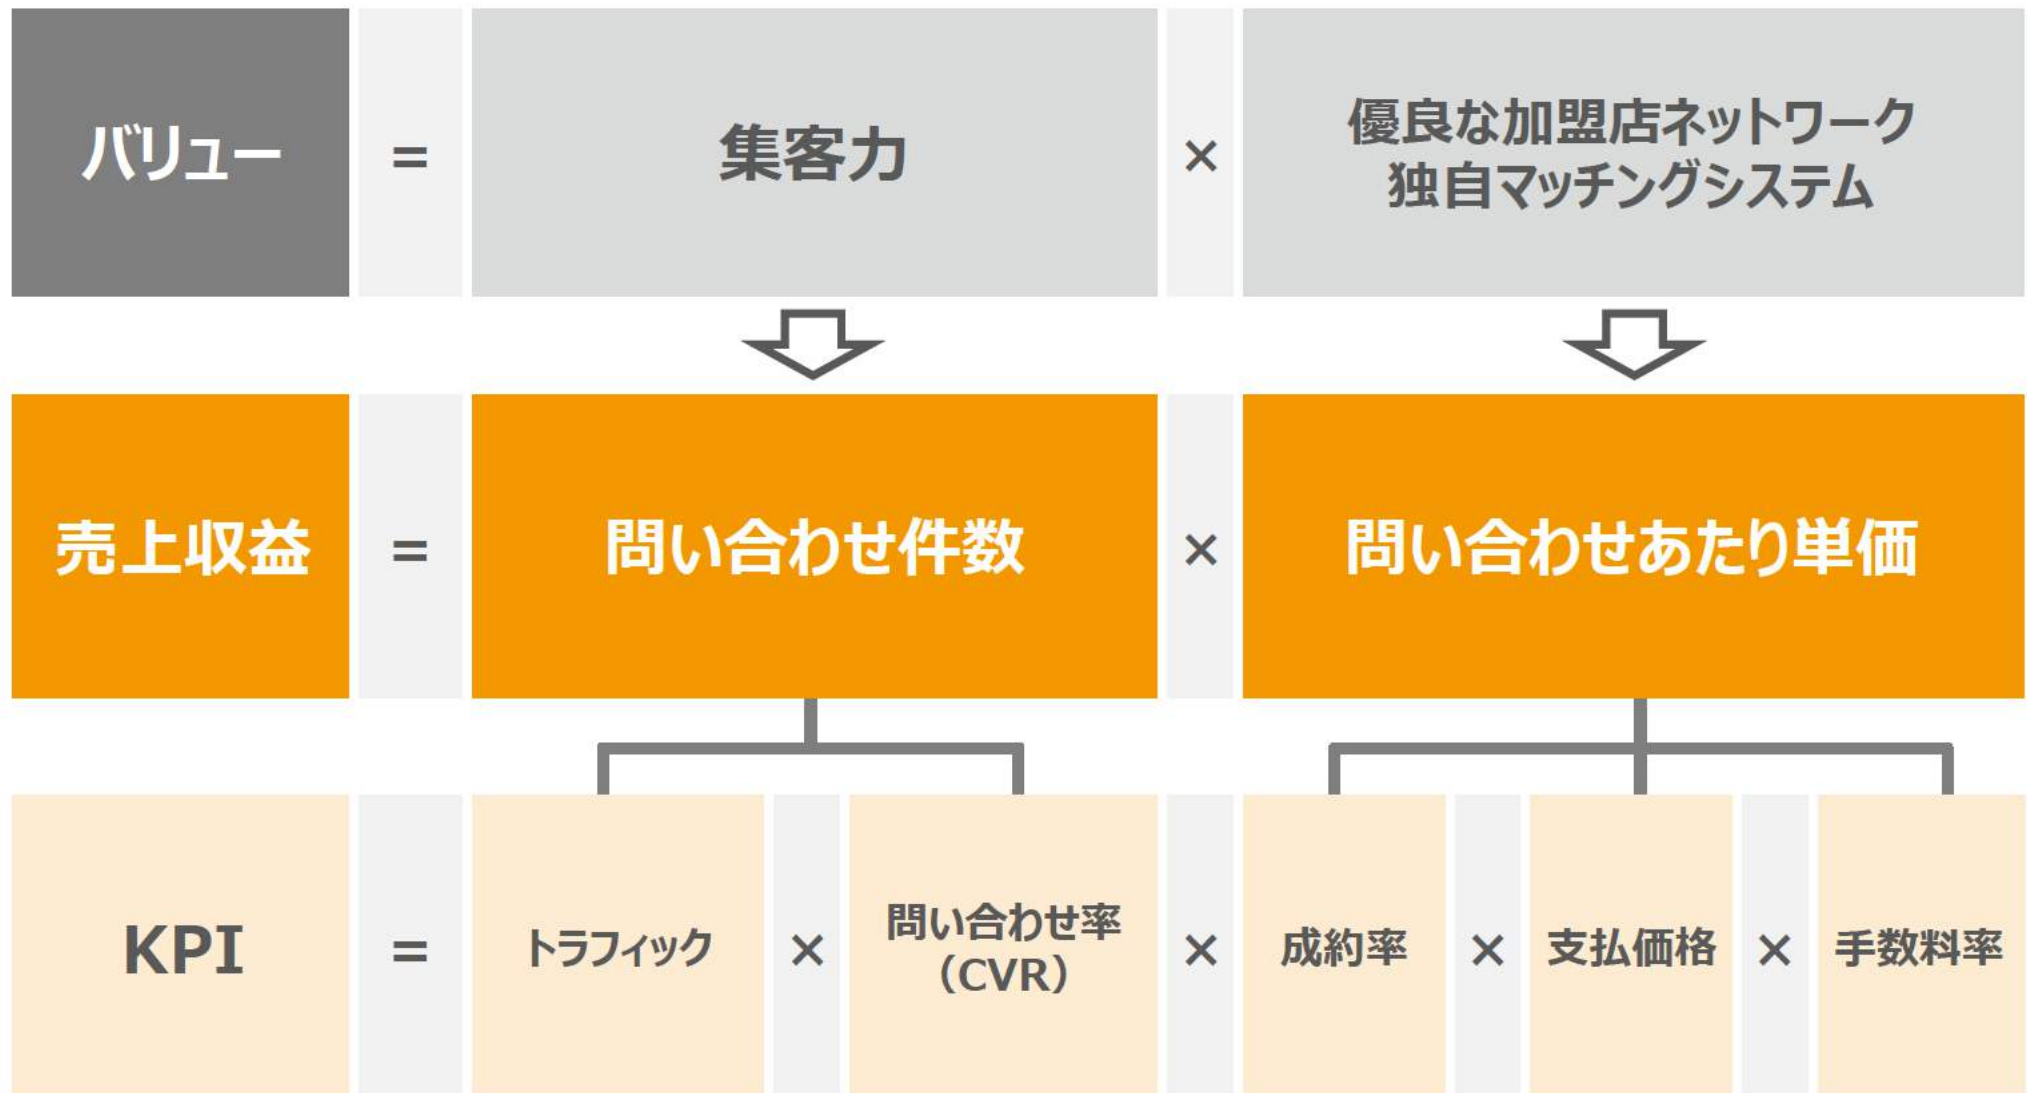 バリュー
=
集客力
×
優良な加盟店ネットワーク
独自マッチングシステム
売上収益
=
問い合わせ件数
×
問い合わせあたり単価
KPI
=
トラフィック
×
問い合わせ率
（CVR）
×
成約率
×
支払価格
×
手数料率